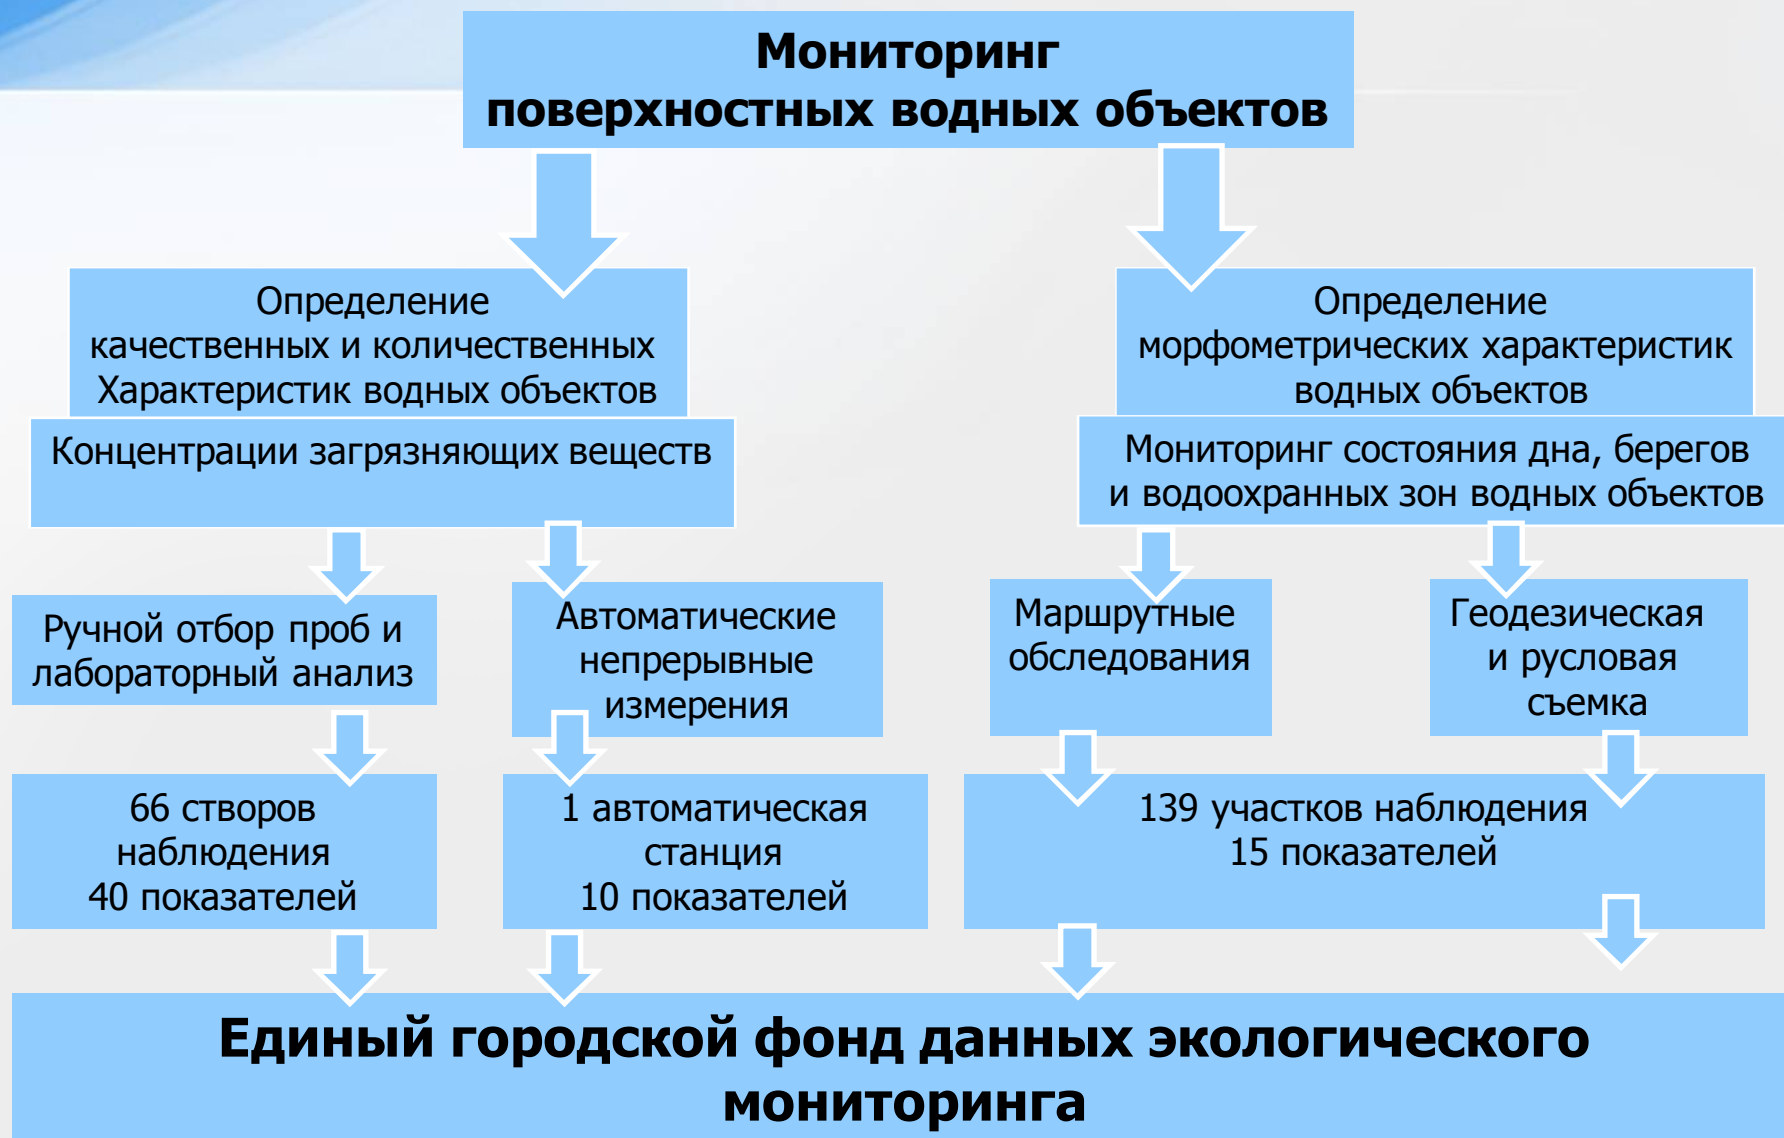 Мониторинг
поверхностных водных объектов
Определение
качественных и количественных
Характеристик водных объектов
Концентрации загрязняющих веществ
Определение
морфометрических характеристик
водных объектов
Мониторинг состояния дна, берегов
и водоохранных зон водных объектов
Ручной отбор проб и
лабораторный анализ
Автоматические
непрерывные
измерения
Маршрутные
обследования
Геодезическая
и русловая
съемка
66 створов
наблюдения
40 показателей
1 автоматическая
станция
10 показателей
139 участков наблюдения
15 показателей
Единый городской фонд данных экологического
мониторинга